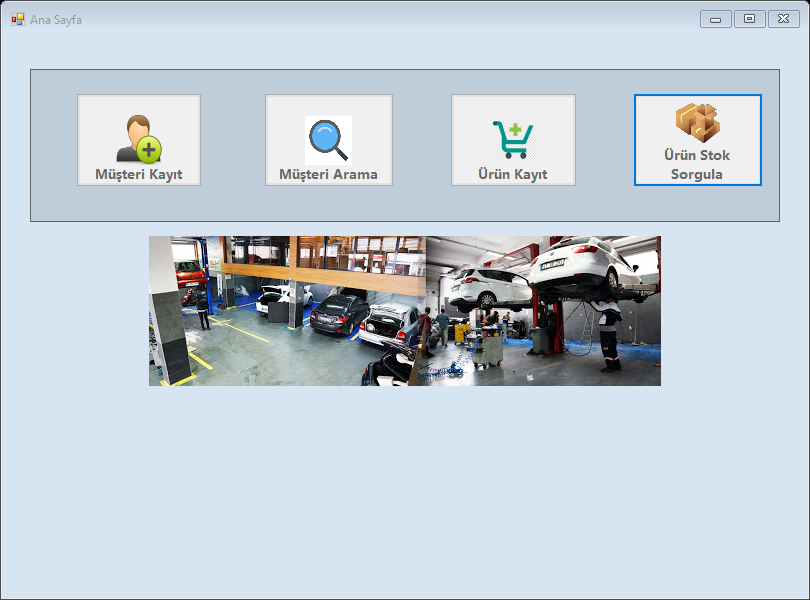 Ana Sayfa
Müşteri Kayıt
Müşteri Arama
Ürün Kayıt
Ürün Stok
Sorgula